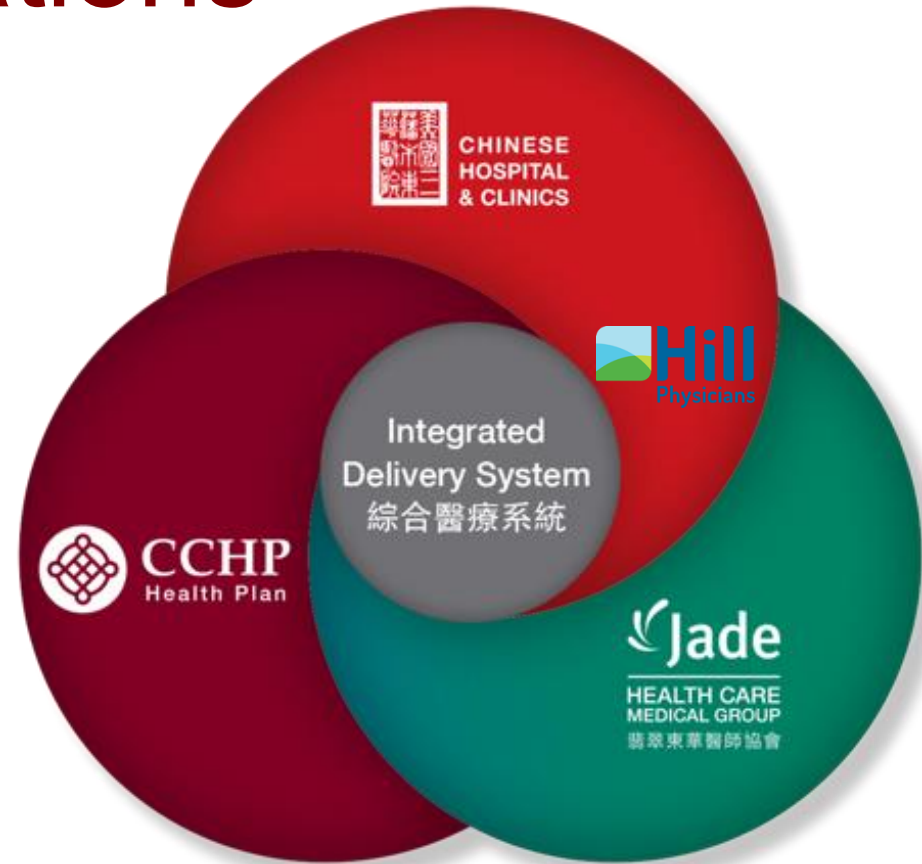 CHINESE
HOSPITAL
& CLINICS
Hill
Physicians
Integrated
Delivery System
綜合醫療系統
CCHP
Health Plan
Jade
HEALTH CARE
MEDICAL GROUP
翡翠東華醫師協會